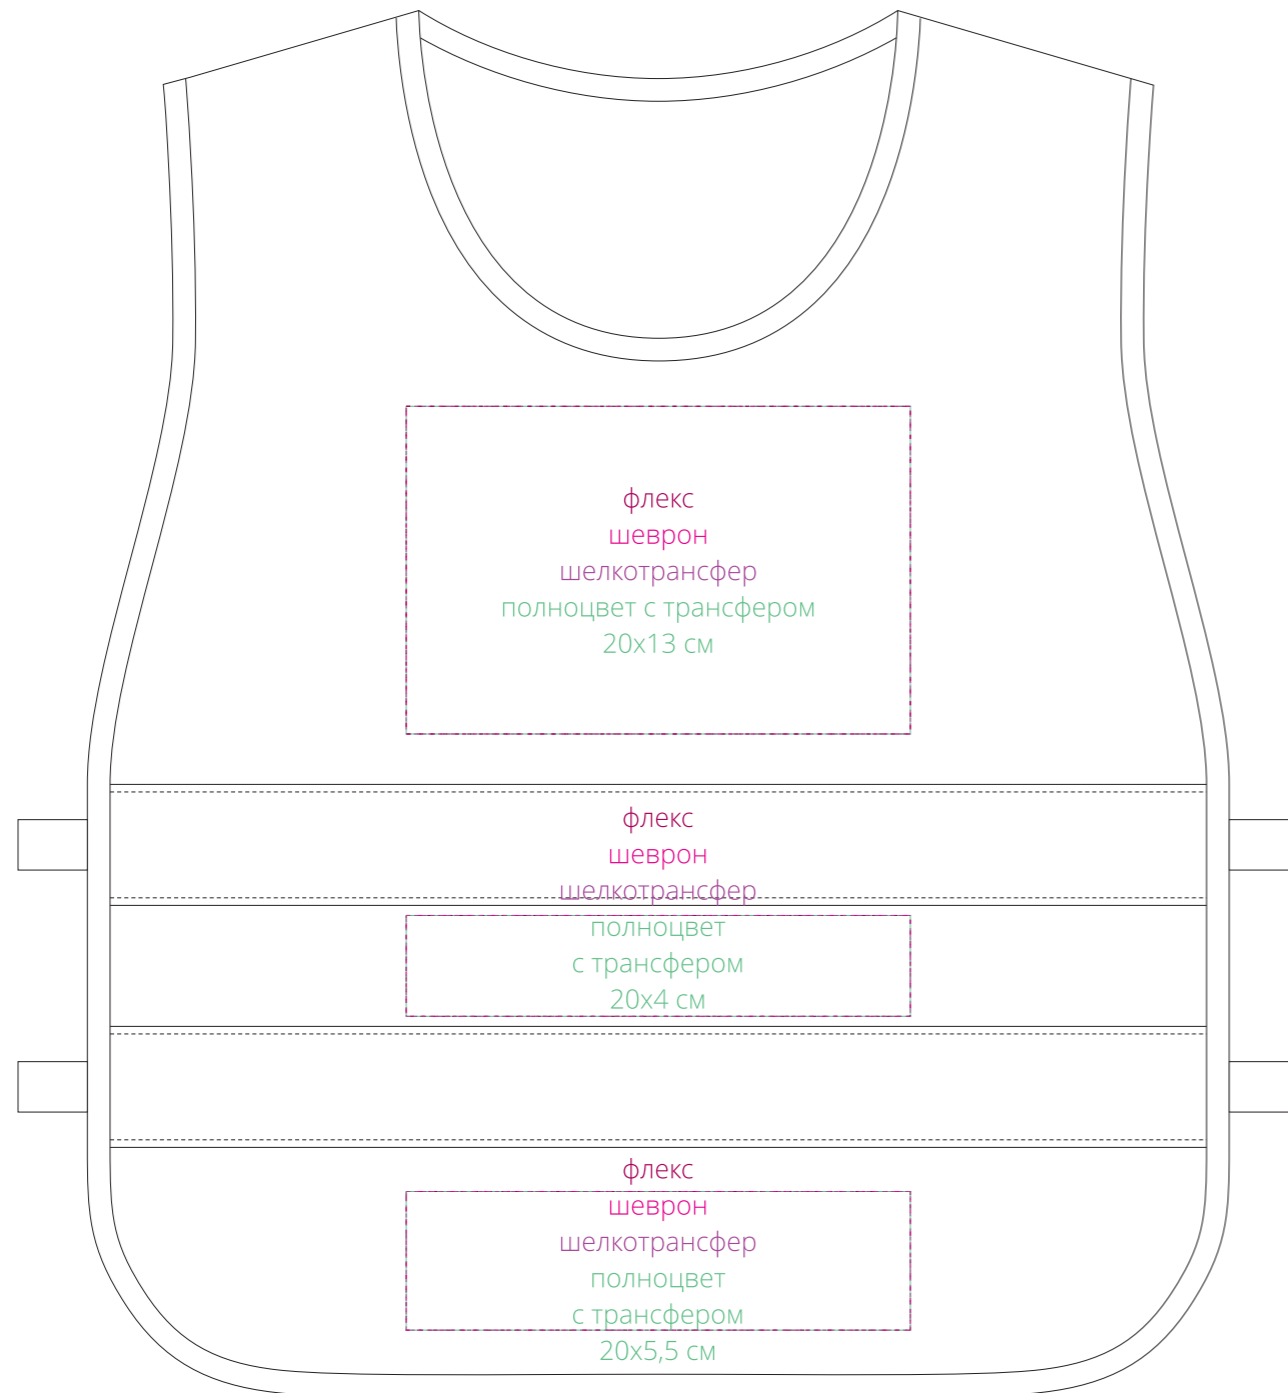 флекс
шеврон
шелкотрансфер
полноцвет с трансфером
20х13 см
флекс
шеврон
шелкотрансфер
полноцвет
с трансфером
20х4 см
флекс
шеврон
шелкотрансфер
полноцвет
с трансфером
20х5,5 см